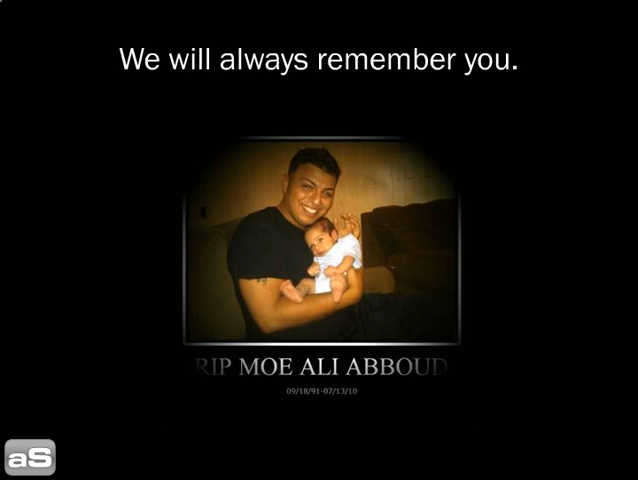 We will always remember you.
RIP MOE ALI ABBOUD
09/18/91-07/13/10
aS